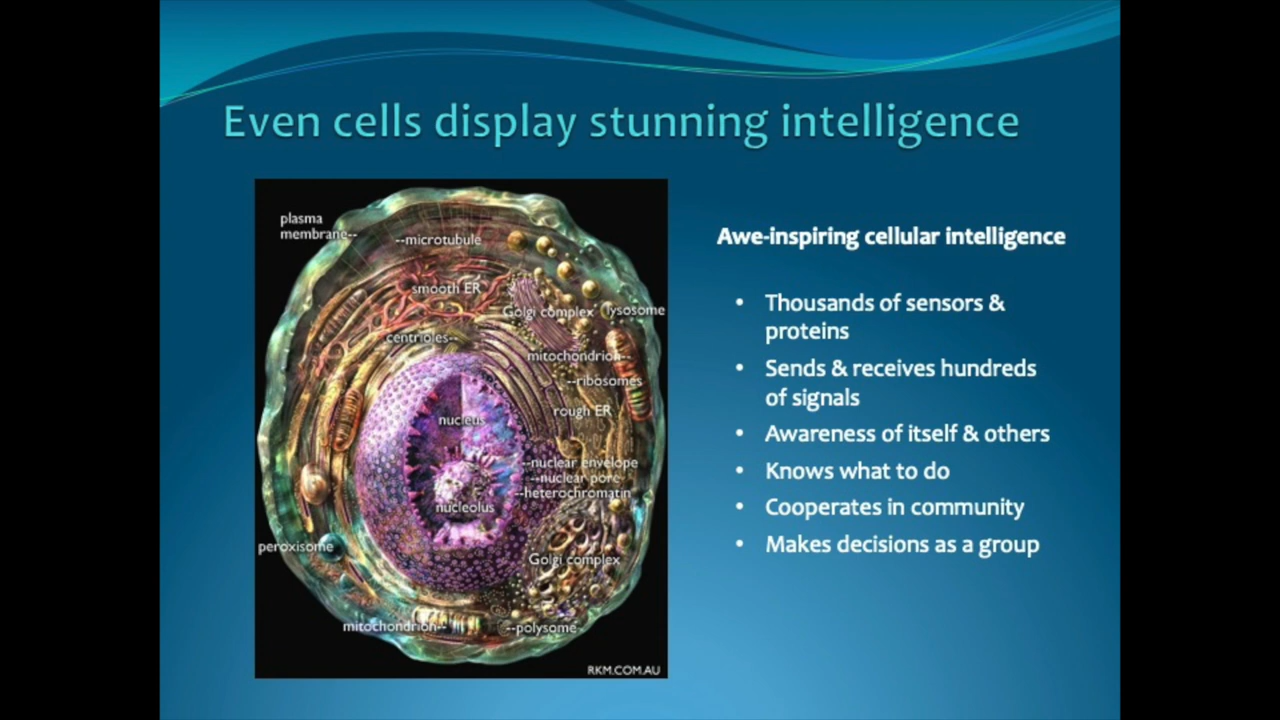 Even cells display stunning intelligence
plasma
membrane--
--microtubule
smooth ER
Golgi complex
lysosome
centrioles--
mitochondrion--
--ribosomes
rough ER
nucleus
--nuclear envelope
--nuclear pore
--heterochromatin
nucleolus
peroxisome
Golgi complex
mitochondrion--
--polysome
RKM.COM.AU
Awe-inspiring cellular intelligence
• Thousands of sensors &
proteins
• Sends & receives hundreds
of signals
• Awareness of itself & others
• Knows what to do
• Cooperates in community
• Makes decisions as a group